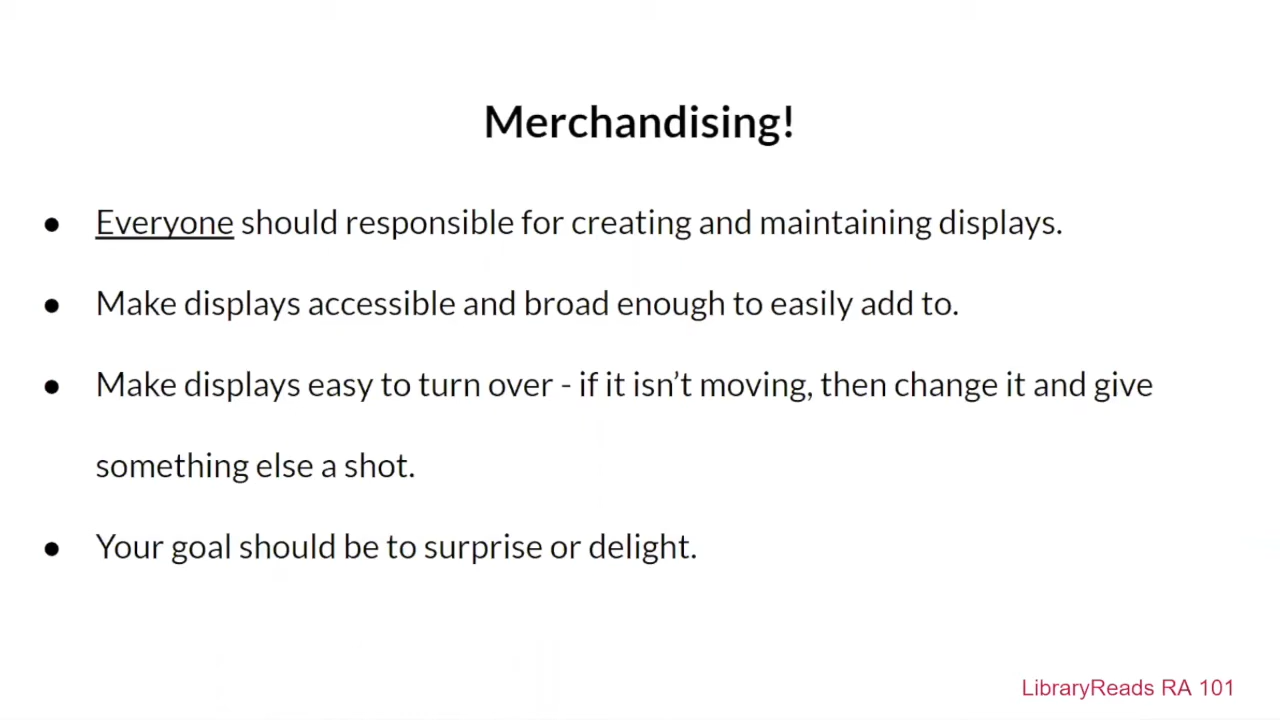 Merchandising!
● Everyone should responsible for creating and maintaining displays.
● Make displays accessible and broad enough to easily add to.
● Make displays easy to turn over - if it isn’t moving, then change it and give
something else a shot.
● Your goal should be to surprise or delight.
LibraryReads RA 101